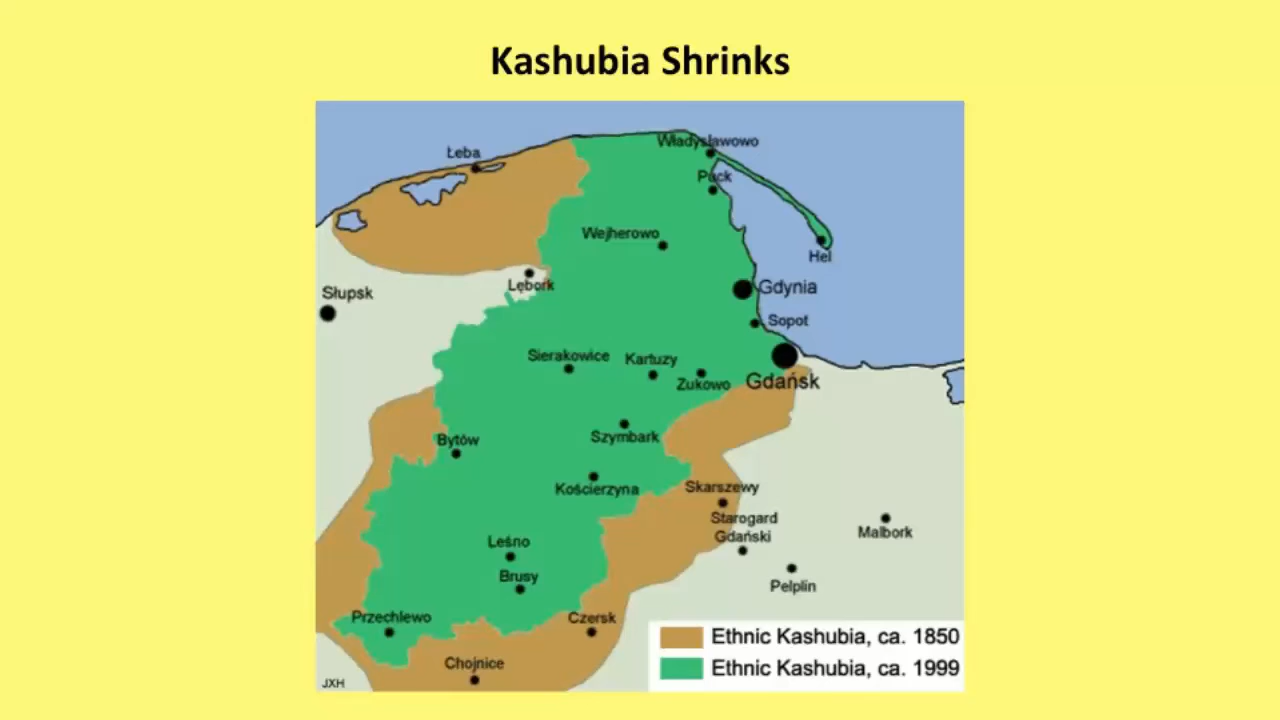 Kashubia Shrinks
Władysławowo
Łeba
Puck
Wejherowo
Hel
Lębork
Gdynia
Słupsk
Sopot
Sierakowice
Kartuzy
Zukowo
Gdańsk
Szymbark
Bytów
Kościerzyna
Skarszewy
Starogard
Gdański
Malbork
Leśno
Brusy
Pelplin
Przechlewo
Czersk
Ethnic Kashubia, ca. 1850
Chojnice
Ethnic Kashubia, ca. 1999
JXH